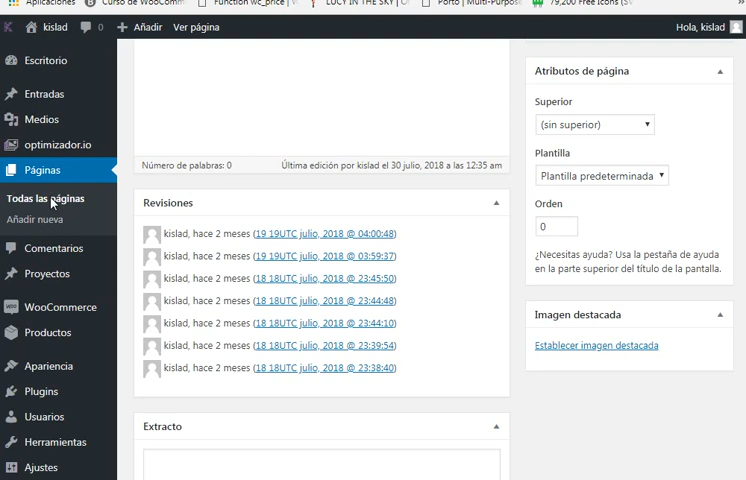 Aplicaciones
Curso de WooComm
Function wc_price
LUCY IN THE SKY
Porto | Multi-Purpose
79,200 Free Icons (SV
»
kislad 0 Añadir Ver página Hola, kislad
Escritorio
Entradas
Medios
optimizador.io
Páginas
Todas las páginas
Añadir nueva
Comentarios
Proyectos
WooCommerce
Productos
Apariencia
Plugins
Usuarios
Herramientas
Ajustes
Número de palabras: 0 Última edición por kislad el 30 julio, 2018 a las 12:35 am
Revisiones
kislad, hace 2 meses (19 19UTC julio, 2018 @ 04:00:48)
kislad, hace 2 meses (19 19UTC julio, 2018 @ 03:59:37)
kislad, hace 2 meses (18 18UTC julio, 2018 @ 23:45:50)
kislad, hace 2 meses (18 18UTC julio, 2018 @ 23:44:48)
kislad, hace 2 meses (18 18UTC julio, 2018 @ 23:44:10)
kislad, hace 2 meses (18 18UTC julio, 2018 @ 23:39:54)
kislad, hace 2 meses (18 18UTC julio, 2018 @ 23:38:40)
Extracto
Atributos de página
Superior
(sin superior)
Plantilla
Plantilla predeterminada
Orden
0
¿Necesitas ayuda? Usa la pestaña de ayuda
en la parte superior del título de la pantalla.
Imagen destacada
Establecer imagen destacada